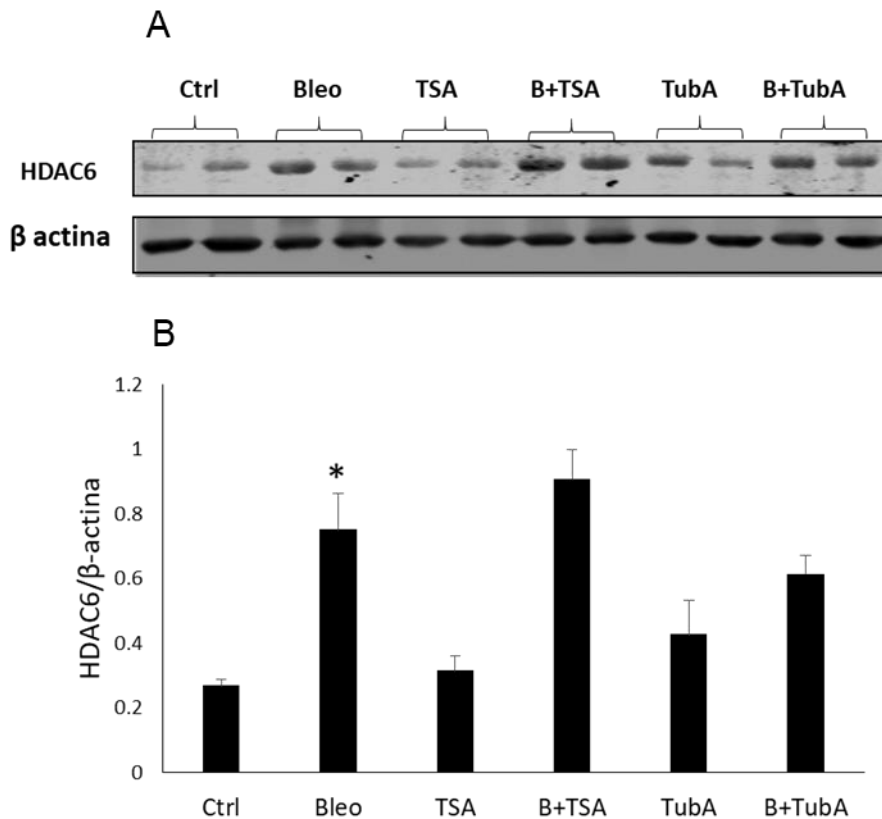 A
Ctrl Bleo TSA B+TSA TubA B+TubA
HDAC6
β actina
B
HDAC6/β-actina
1.2
1
0.8
0.6
0.4
0.2
0
*
Ctrl Bleo TSA B+TSA TubA B+TubA